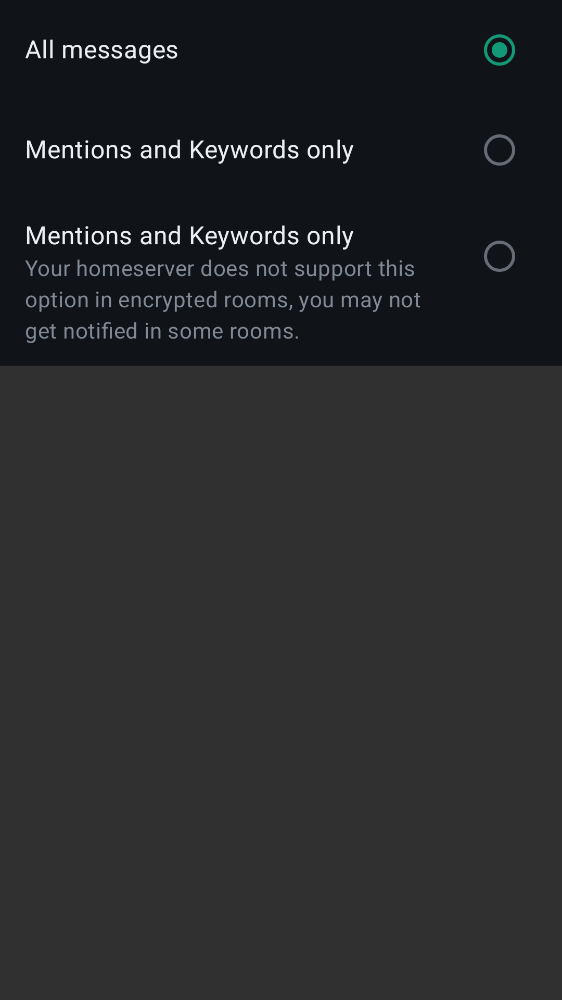 All messages
Mentions and Keywords only
Mentions and Keywords only
Your homeserver does not support this
option in encrypted rooms, you may not
get notified in some rooms.